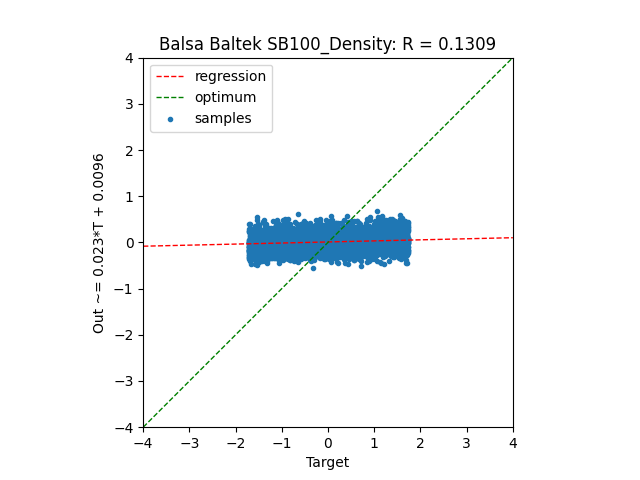 Balsa Baltek SB100_Density: R = 0.1309
regression
optimum
samples
Out ~= 0.023*T + 0.0096
4
3
2
1
0
−1
−2
−3
−4
−4 −3 −2 −1 0 1 2 3 4
Target